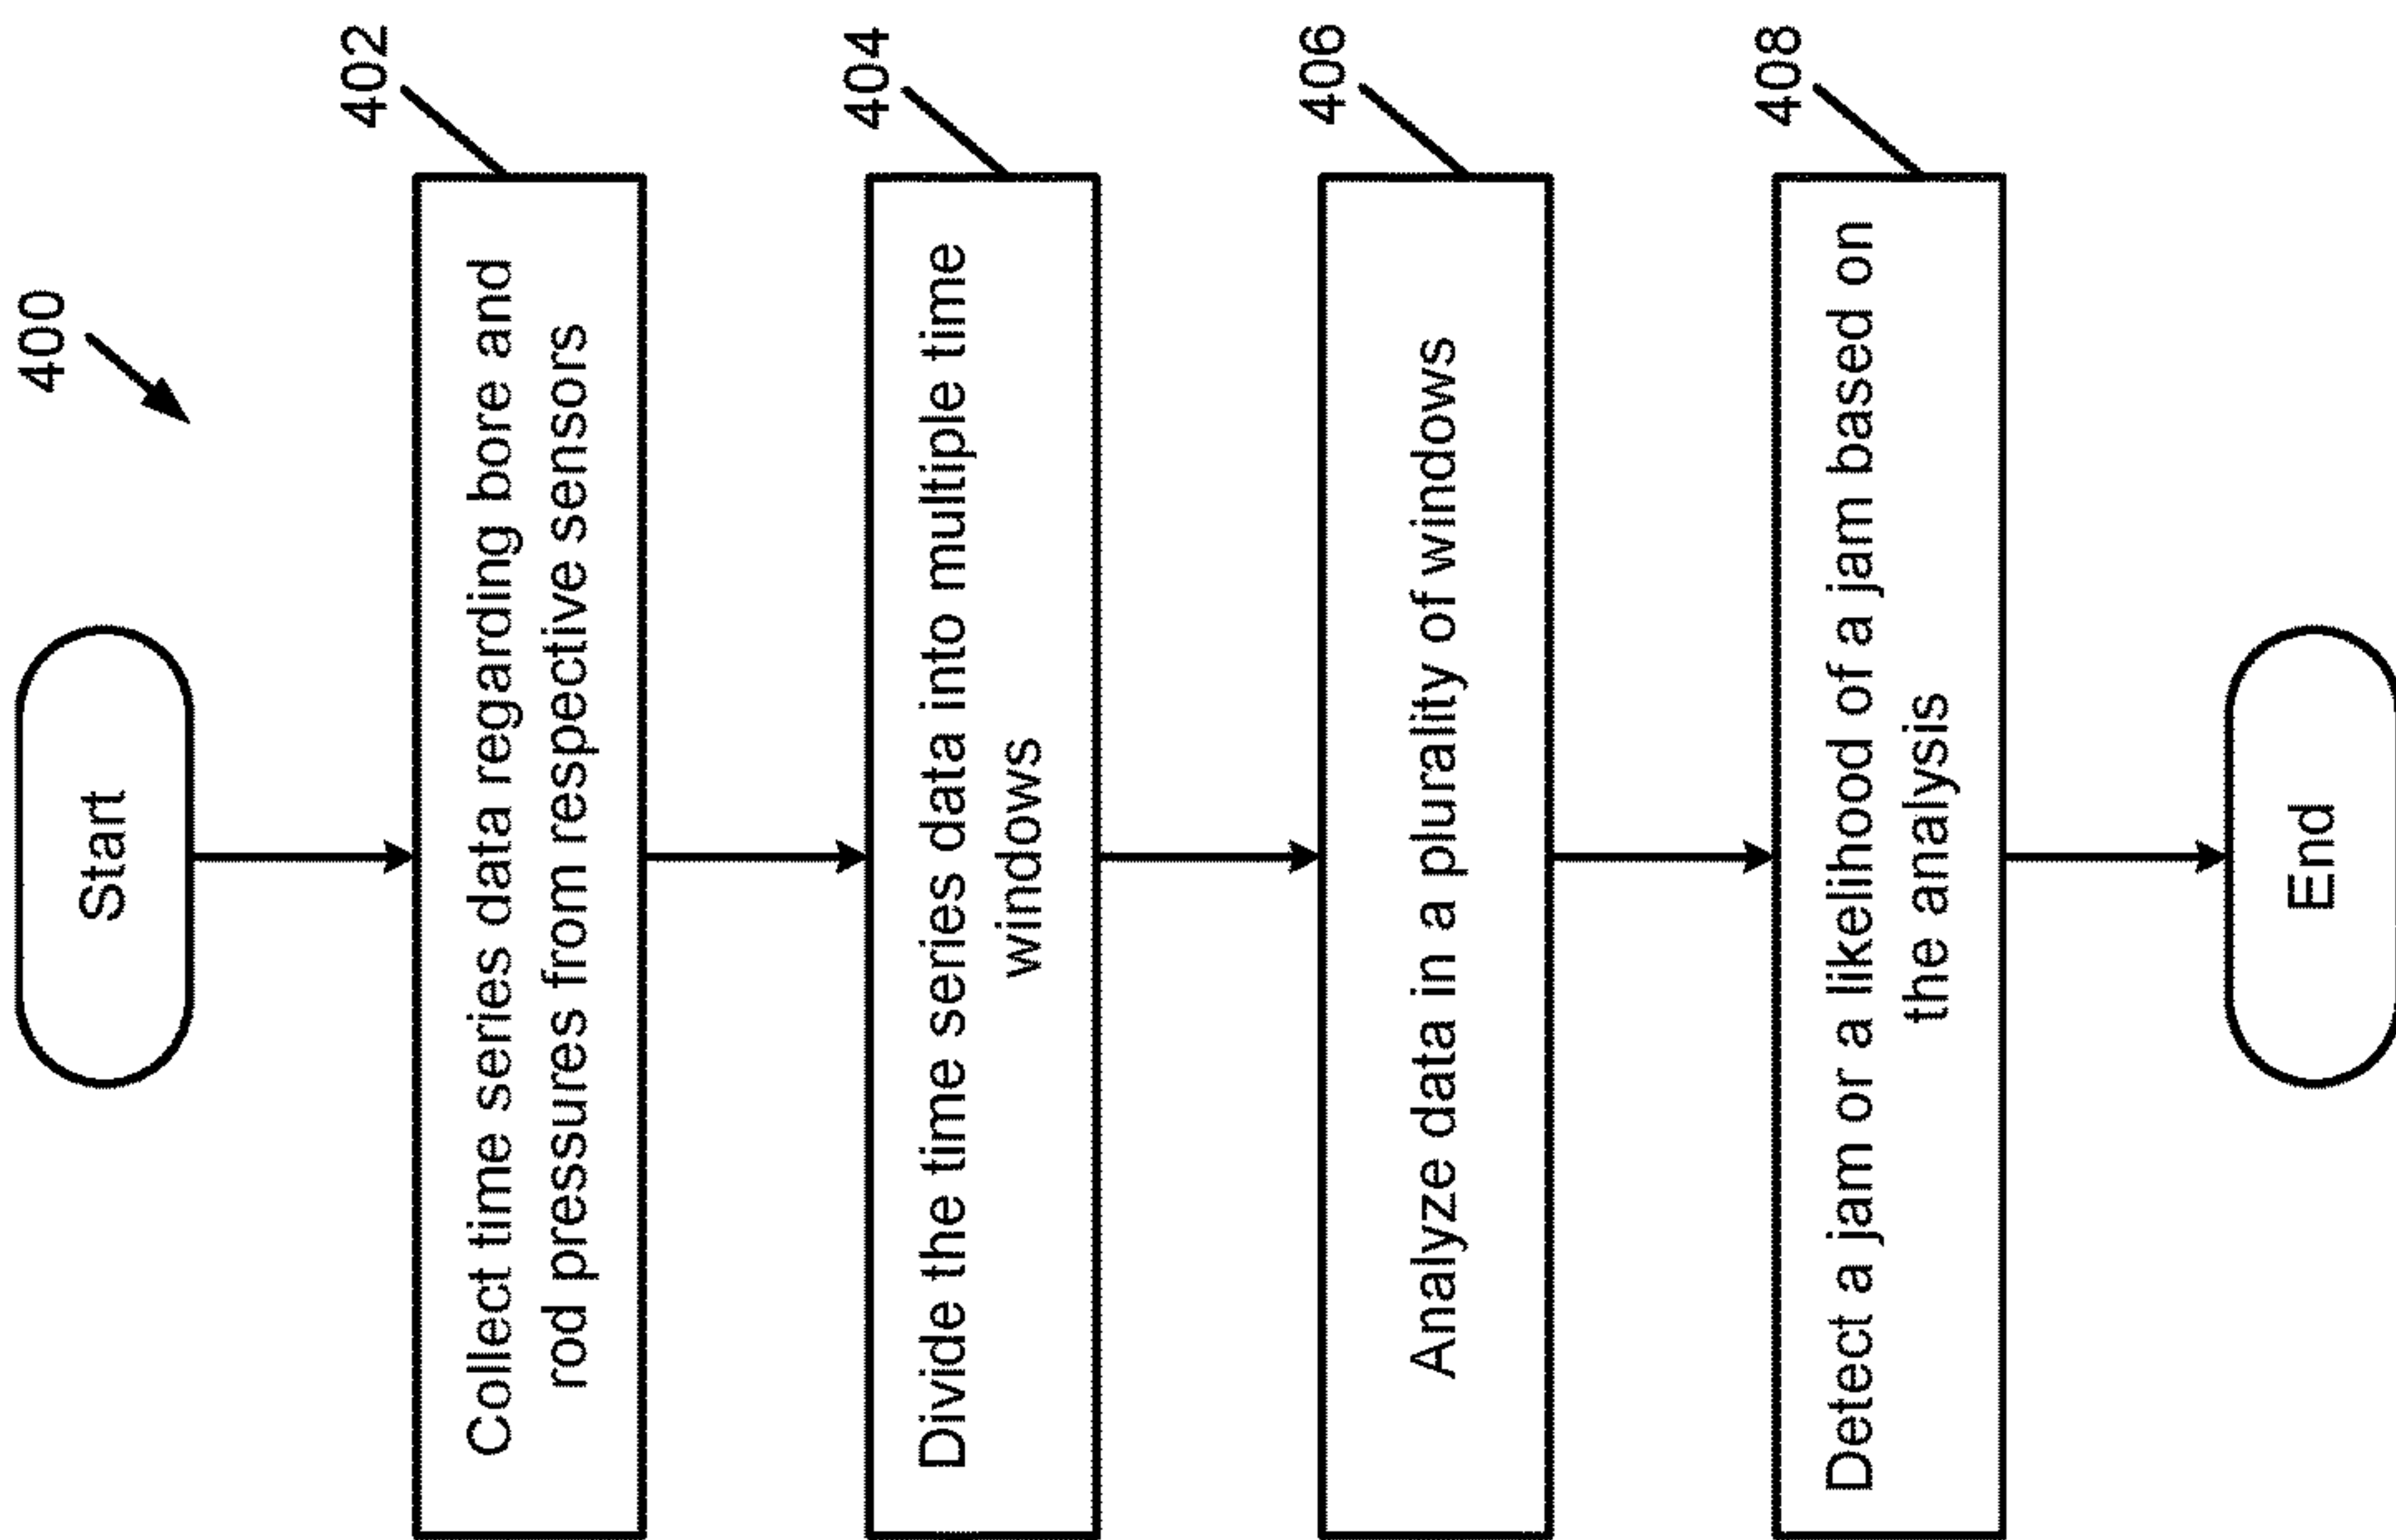 400
Start
402
Collect time series data regarding bore and
rod pressures from respective sensors
404
Divide the time series data into multiple time
windows
406
Analyze data in a plurality of windows
408
Detect a jam or a likelihood of a jam based on
the analysis
End